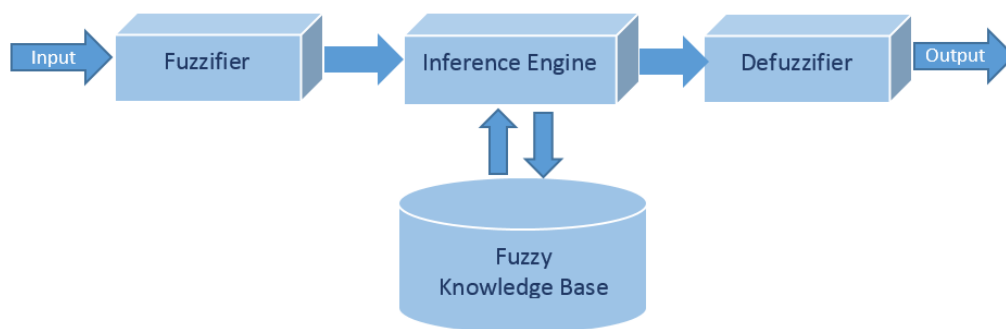 Input
Fuzzifier
Inference Engine
Defuzzifier
Output
Fuzzy
Knowledge Base